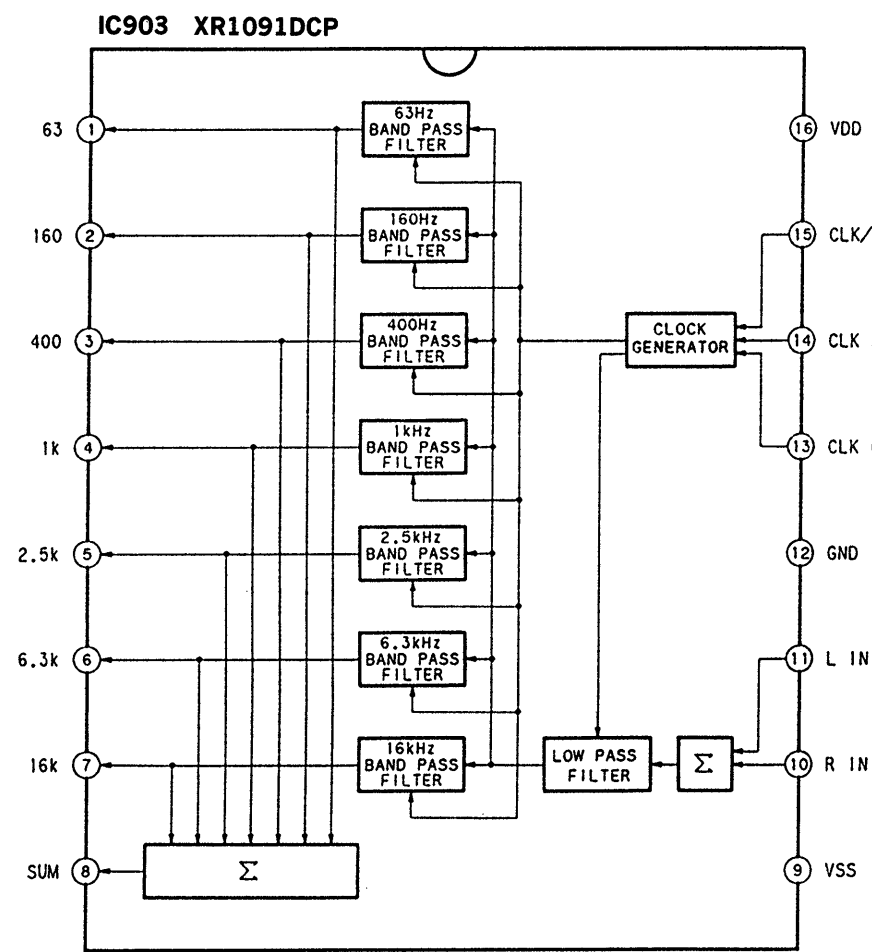 IC903 XR1091DCP
63 1
63Hz
BAND PASS
FILTER
16 VDD
160 2
160Hz
BAND PASS
FILTER
15 CLK/
400 3
400Hz
BAND PASS
FILTER
CLOCK
GENERATOR
14 CLK
1k 4
1kHz
BAND PASS
FILTER
13 CLK
2.5k 5
2.5kHz
BAND PASS
FILTER
12 GND
6.3k 6
6.3kHz
BAND PASS
FILTER
11 L IN
16k 7
16kHz
BAND PASS
FILTER
LOW PASS
FILTER
Σ
10 R IN
SUM 8
Σ
9 VSS